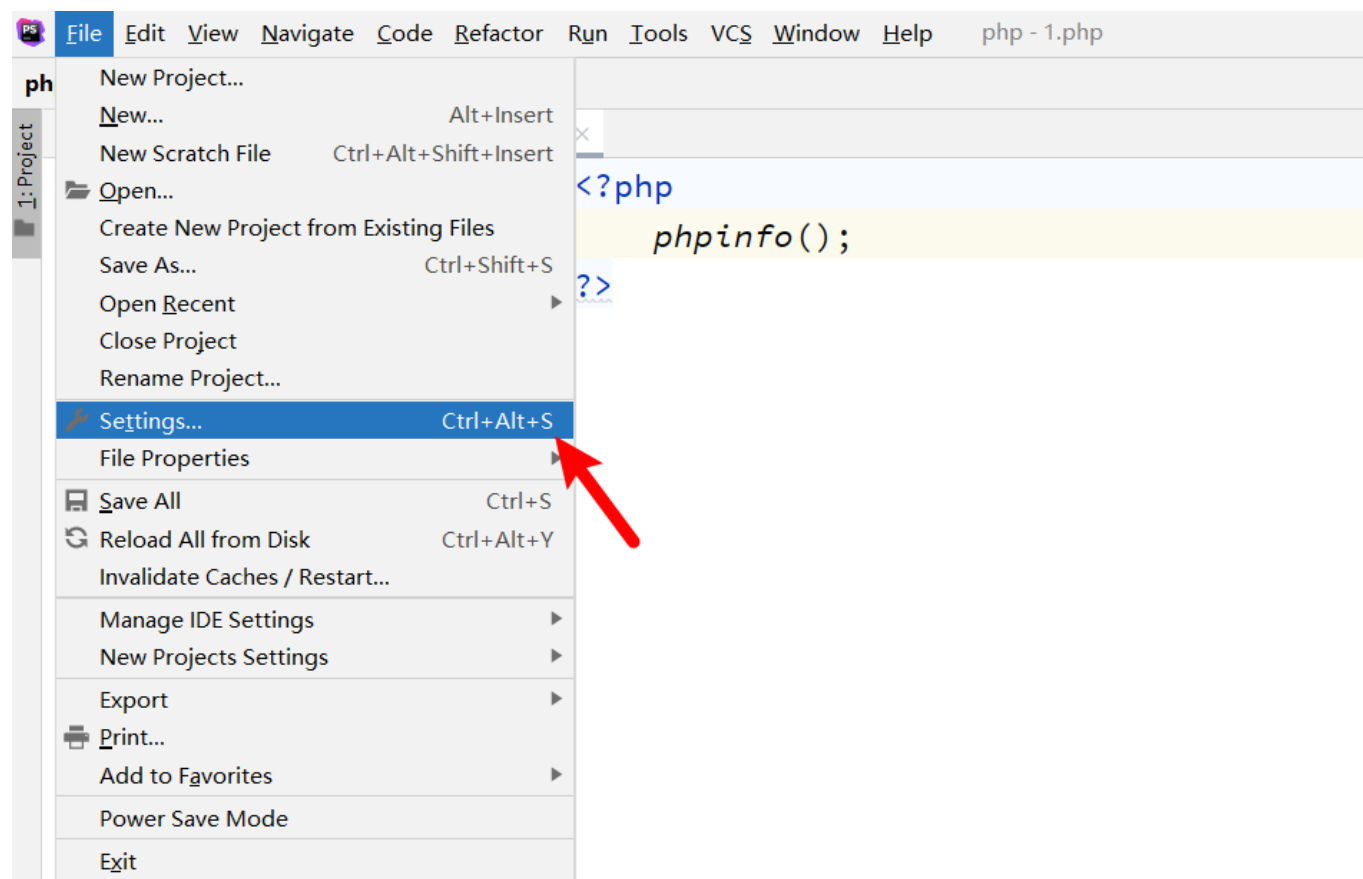 PS
File Edit View Navigate Code Refactor Run Tools VCS Window Help php - 1.php
ph
1: Project
New Project...
New... Alt+Insert
New Scratch File Ctrl+Alt+Shift+Insert
Open...
Create New Project from Existing Files
Save As... Ctrl+Shift+S
Open Recent
Close Project
Rename Project...
Settings... Ctrl+Alt+S
File Properties
Save All Ctrl+S
Reload All from Disk Ctrl+Alt+Y
Invalidate Caches / Restart...
Manage IDE Settings
New Projects Settings
Export
Print...
Add to Favorites
Power Save Mode
Exit
<?php
phpinfo();
?>